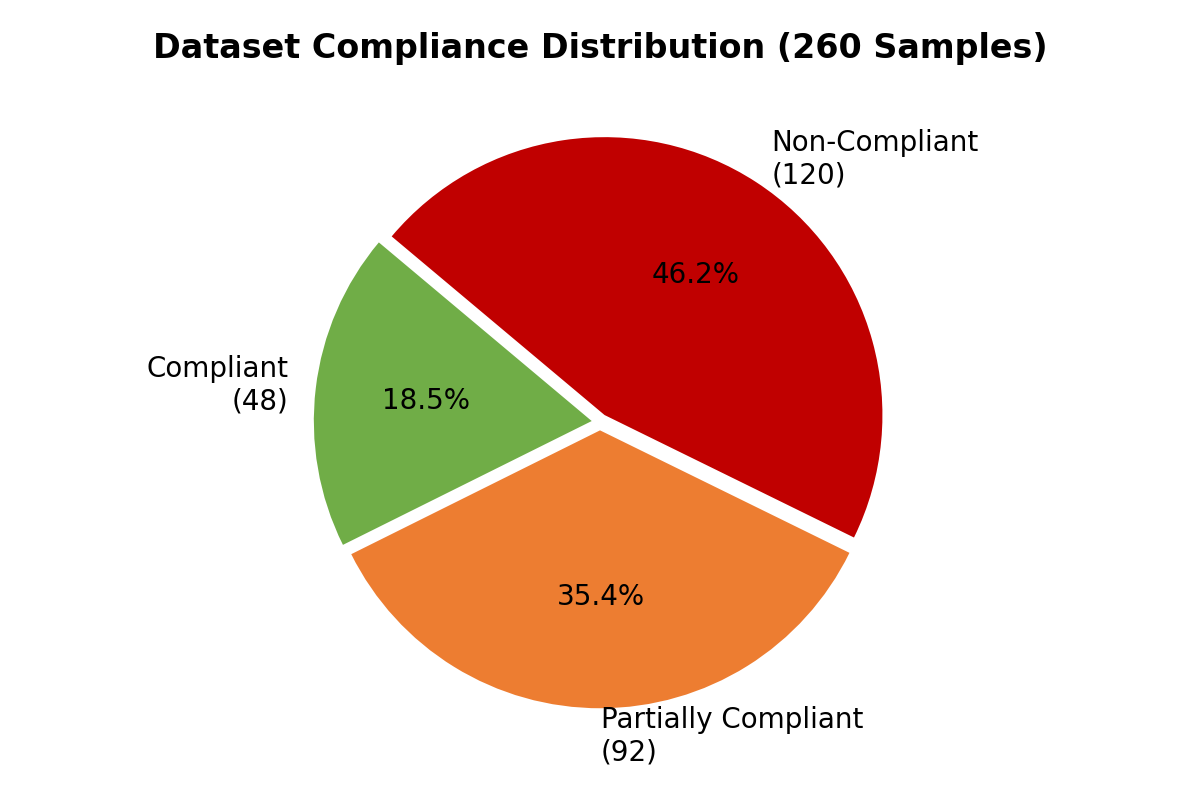 Dataset Compliance Distribution (260 Samples)
Non-Compliant
(120)
46.2%
Compliant
(48)
18.5%
35.4%
Partially Compliant
(92)